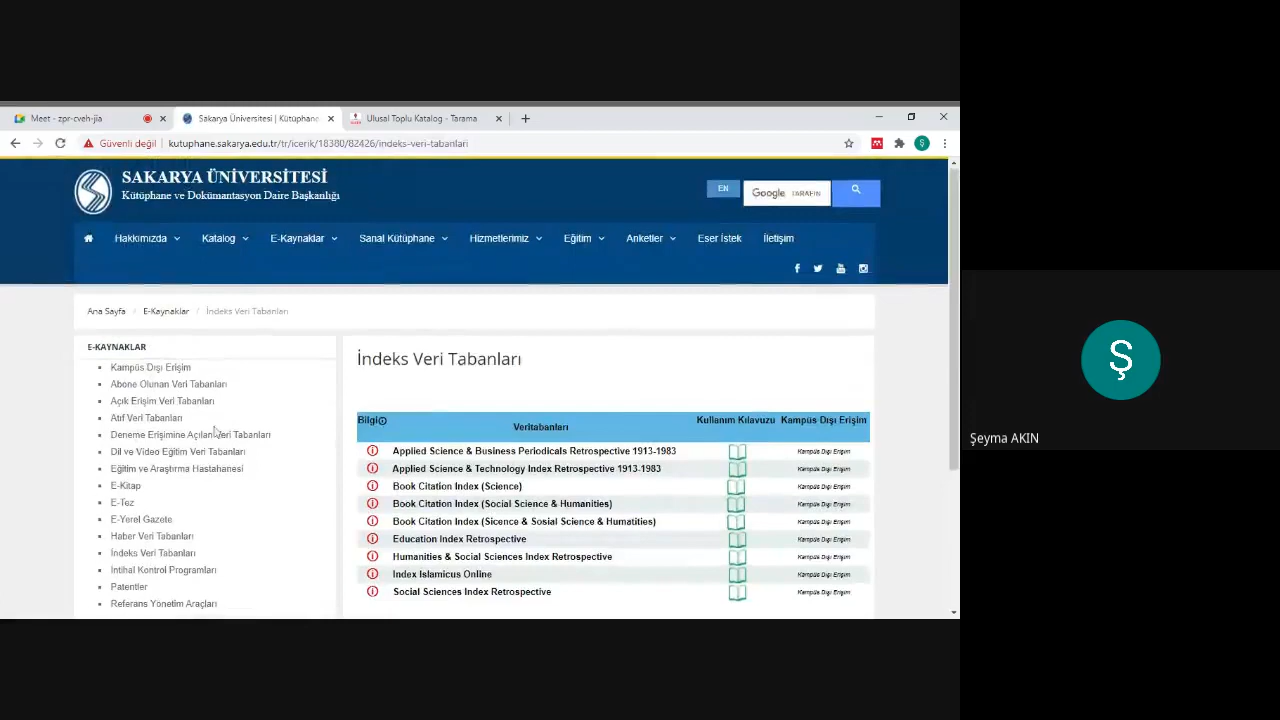 Meet - zpr-cveh-jia
Sakarya Üniversitesi | Kütüphane
Ulusal Toplu Katalog - Tarama
Güvenli değil
kutuphane.sakarya.edu.tr/tr/icerik/18380/82426/indeks-veri-tabanlari
Ş
SAKARYA ÜNİVERSİTESİ
Kütüphane ve Dokümantasyon Daire Başkanlığı
EN
Google TARAFIN
Hakkımızda
Katalog
E-Kaynaklar
Sanal Kütüphane
Hizmetlerimiz
Eğitim
Anketler
Eser İstek
İletişim
Ana Sayfa / E-Kaynaklar / İndeks Veri Tabanları
E-KAYNAKLAR
Kampüs Dışı Erişim
Abone Olunan Veri Tabanları
Açık Erişim Veri Tabanları
Atıf Veri Tabanları
Deneme Erişimine Açılan Veri Tabanları
Dil ve Video Eğitim Veri Tabanları
Eğitim ve Araştırma Hastahanesi
E-Kitap
E-Tez
E-Yerel Gazete
Haber Veri Tabanları
İndeks Veri Tabanları
İntihal Kontrol Programları
Patentler
Referans Yönetim Araçları
İndeks Veri Tabanları
Bilgi Veritabanları Kullanım Kılavuzu Kampüs Dışı Erişim
Applied Science & Business Periodicals Retrospective 1913-1983 Kampüs Dışı Erişim
Applied Science & Technology Index Retrospective 1913-1983 Kampüs Dışı Erişim
Book Citation Index (Science) Kampüs Dışı Erişim
Book Citation Index (Social Science & Humanities) Kampüs Dışı Erişim
Book Citation Index (Sicence & Sosial Science & Humatities) Kampüs Dışı Erişim
Education Index Retrospective Kampüs Dışı Erişim
Humanities & Social Sciences Index Retrospective Kampüs Dışı Erişim
Index Islamicus Online Kampüs Dışı Erişim
Social Sciences Index Retrospective Kampüs Dışı Erişim
Ş
Şeyma AKIN